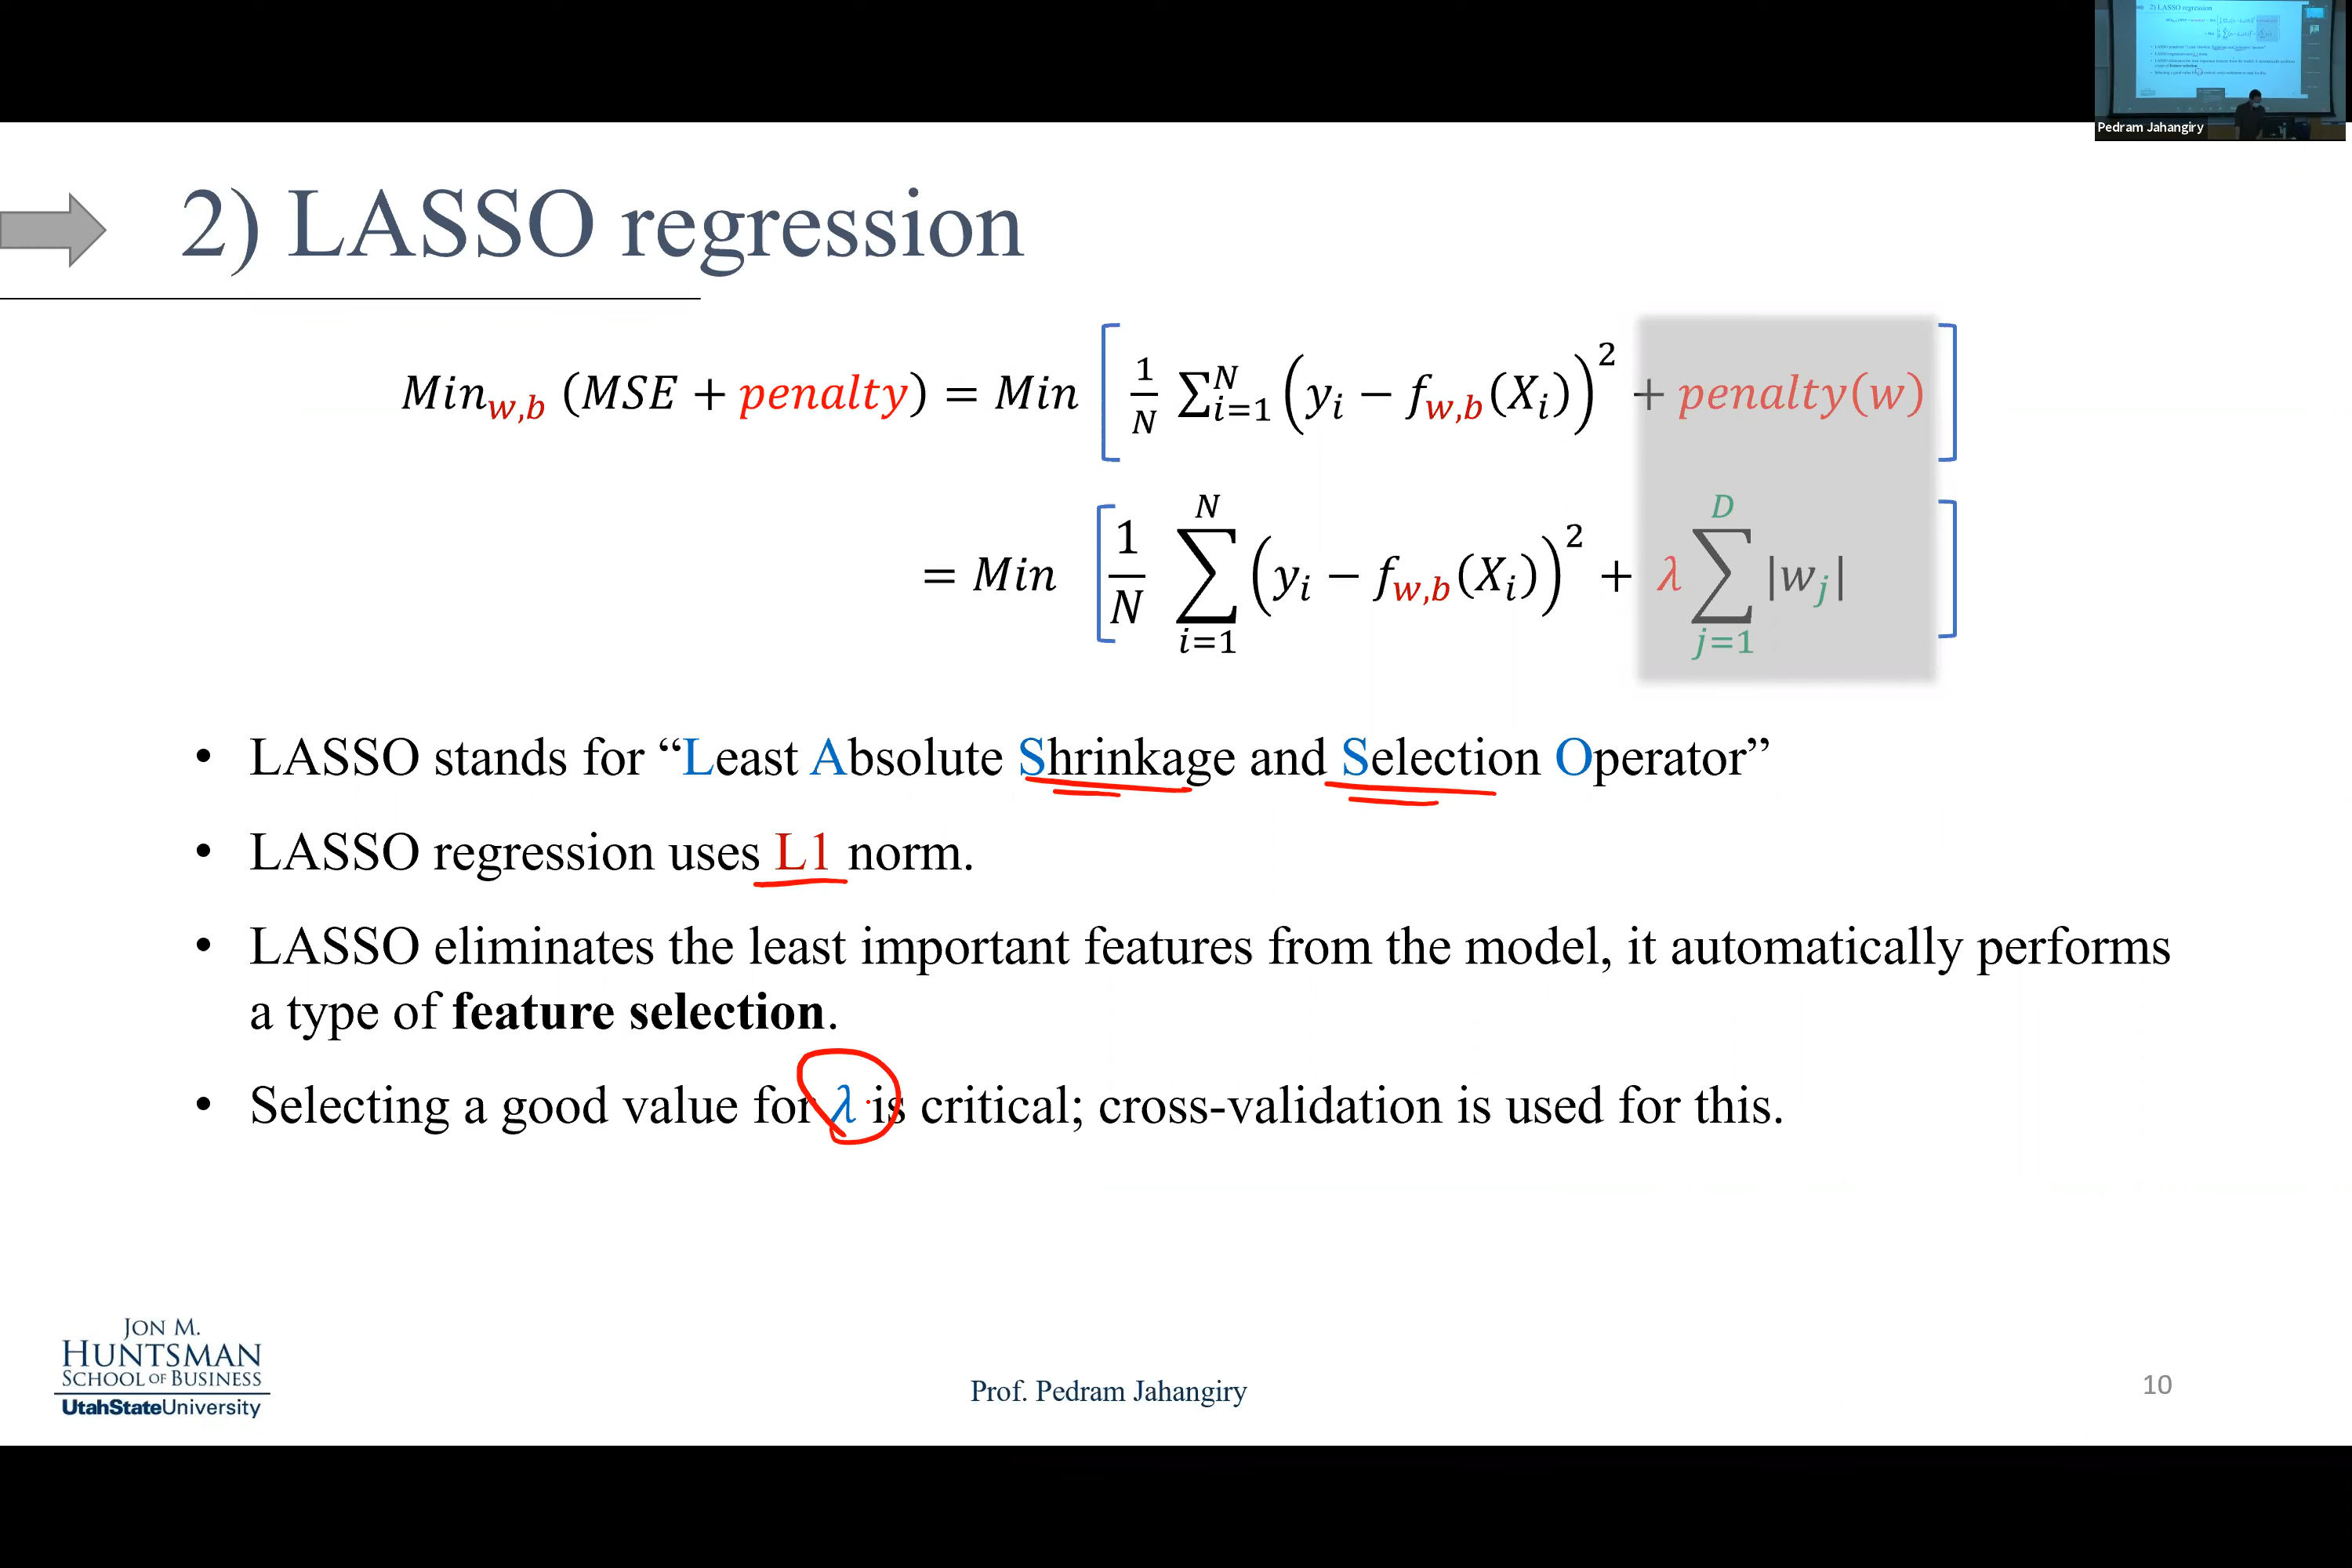 2) LASSO regression
Pedram Jahangiry
2) LASSO regression
Min_{w,b} (MSE + penalty) = Min [ 1/N ∑_{i=1}^{N} (y_i − f_{w,b}(X_i))^2 + penalty(w) ]
= Min [ 1/N ∑_{i=1}^{N} (y_i − f_{w,b}(X_i))^2 + λ ∑_{j=1}^{D} |w_j| ]
• LASSO stands for “Least Absolute Shrinkage and Selection Operator”
• LASSO regression uses L1 norm.
• LASSO eliminates the least important features from the model, it automatically performs
a type of feature selection.
• Selecting a good value for λ is critical; cross-validation is used for this.
JON M.
HUNTSMAN
SCHOOL OF BUSINESS
UtahStateUniversity
Prof. Pedram Jahangiry
10